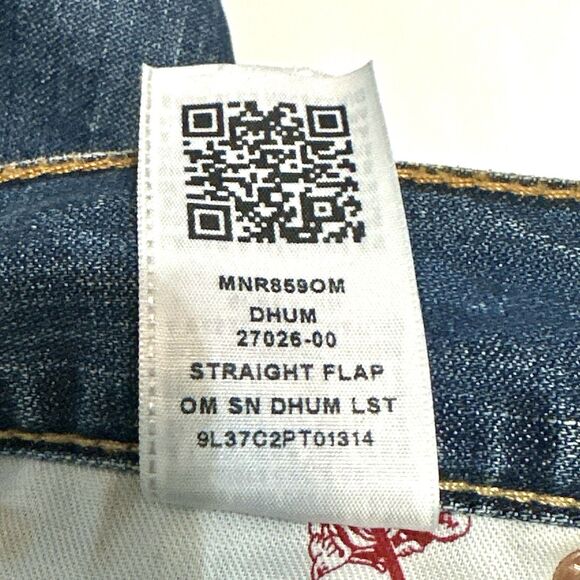 MNR859OM
DHUM
27026-00
STRAIGHT FLAP
OM SN DHUM LST
9L37C2PT01314